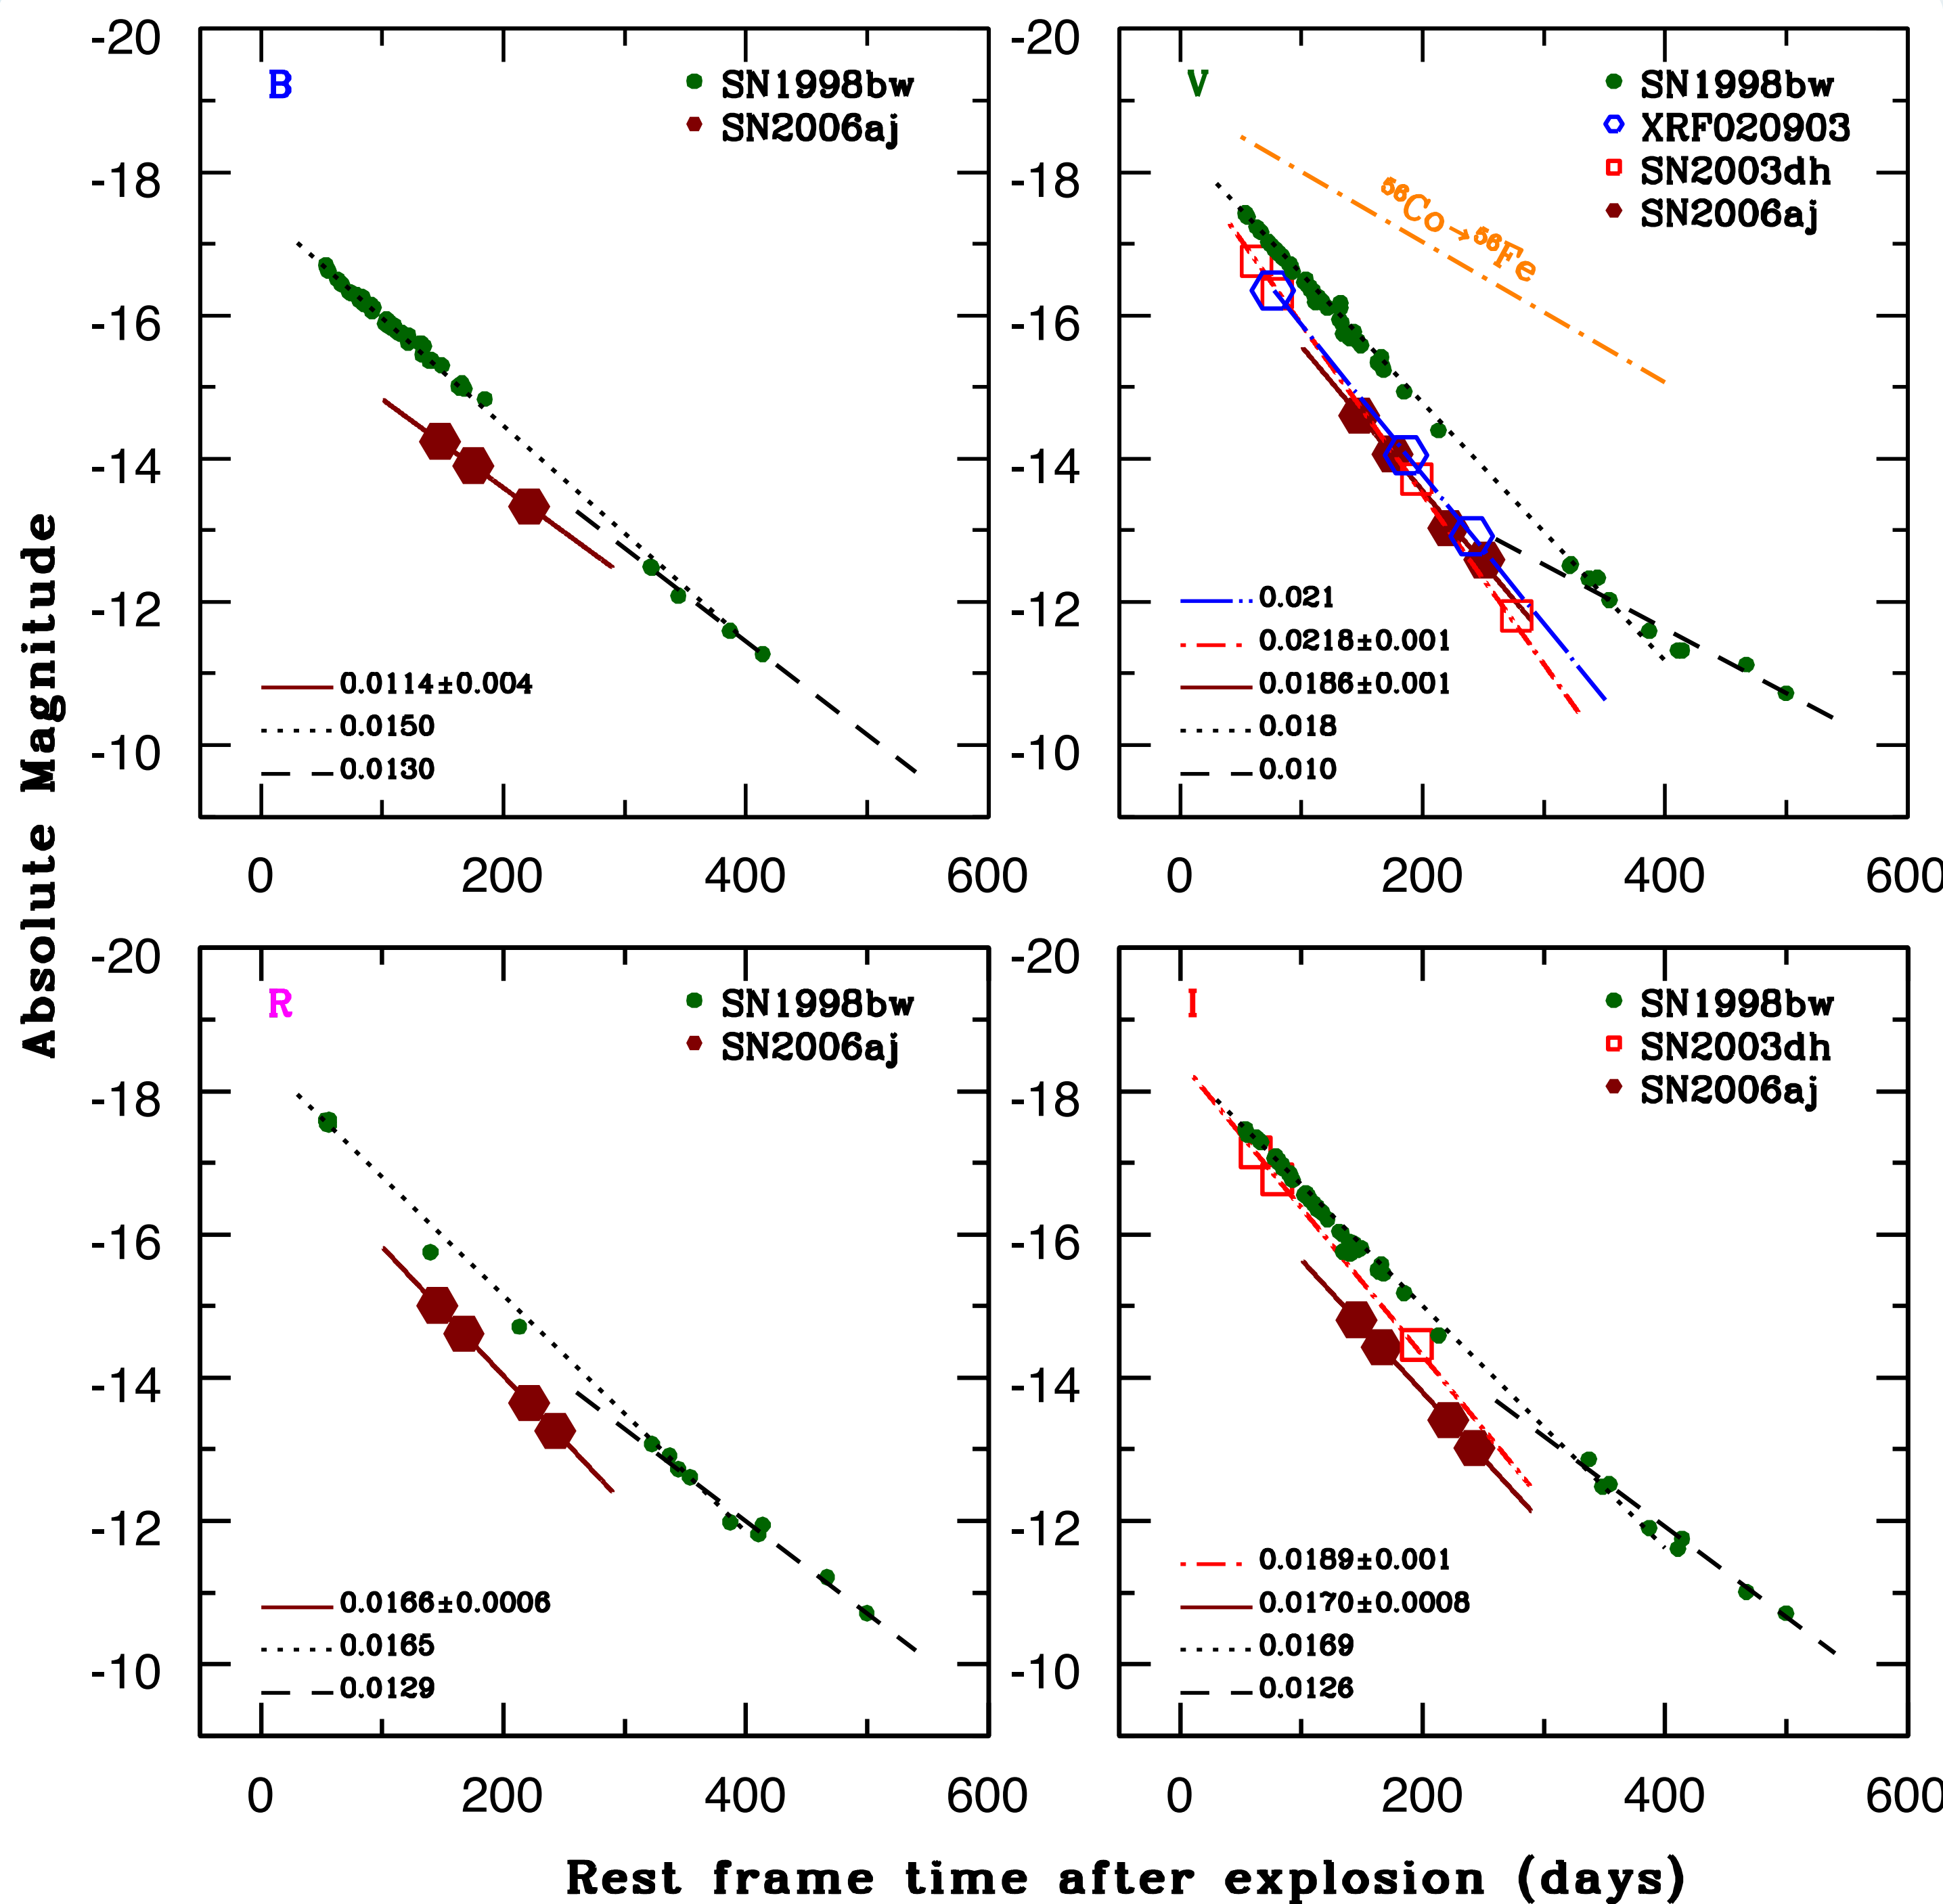 Absolute Magnitude
B
SN1998bw
SN2006aj
0.0114±0.004
0.0150
0.0130
-20
-18
-16
-14
-12
-10
0 200 400 600
V
SN1998bw
XRF020903
SN2003dh
SN2006aj
56Co→56Fe
0.021
0.0218±0.001
0.0186±0.001
0.018
0.010
-20
-18
-16
-14
-12
-10
0 200 400 600
R
SN1998bw
SN2006aj
0.0166±0.0006
0.0165
0.0129
-20
-18
-16
-14
-12
-10
0 200 400 600
I
SN1998bw
SN2003dh
SN2006aj
0.0189±0.001
0.0170±0.0008
0.0169
0.0126
-20
-18
-16
-14
-12
-10
0 200 400 600
Rest frame time after explosion (days)